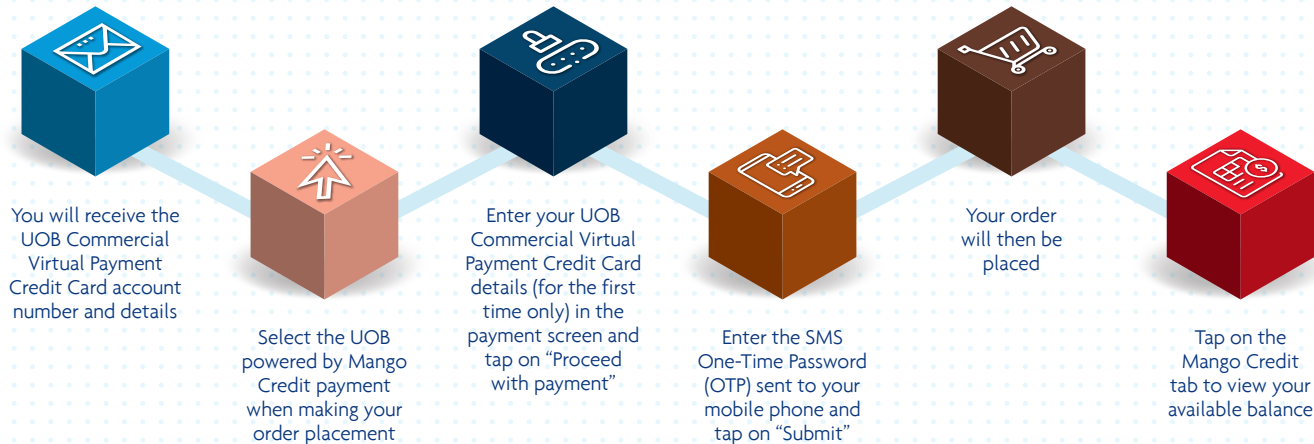 You will receive the
UOB Commercial
Virtual Payment
Credit Card account
number and details
Select the UOB
powered by Mango
Credit payment
when making your
order placement
Enter your UOB
Commercial Virtual
Payment Credit Card
details (for the first
time only) in the
payment screen and
tap on “Proceed
with payment”
Enter the SMS
One-Time Password
(OTP) sent to your
mobile phone and
tap on “Submit”
Your order
will then be
placed
Tap on the
Mango Credit
tab to view your
available balance